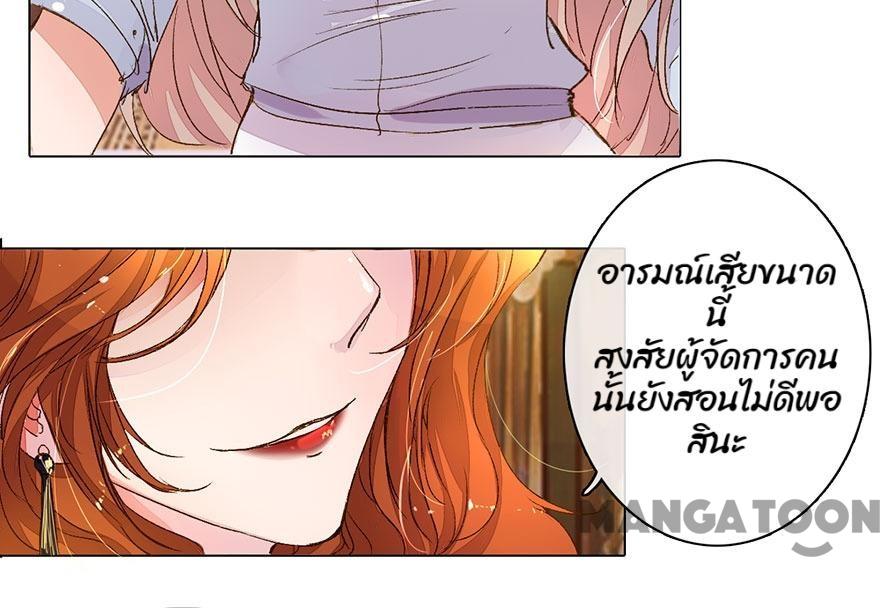 อารมณ์เสียขนาด
นี้
สงสัยผู้จัดการคน
นั้นยังสอนไม่ดีพอ
สินะ
MANGATOON